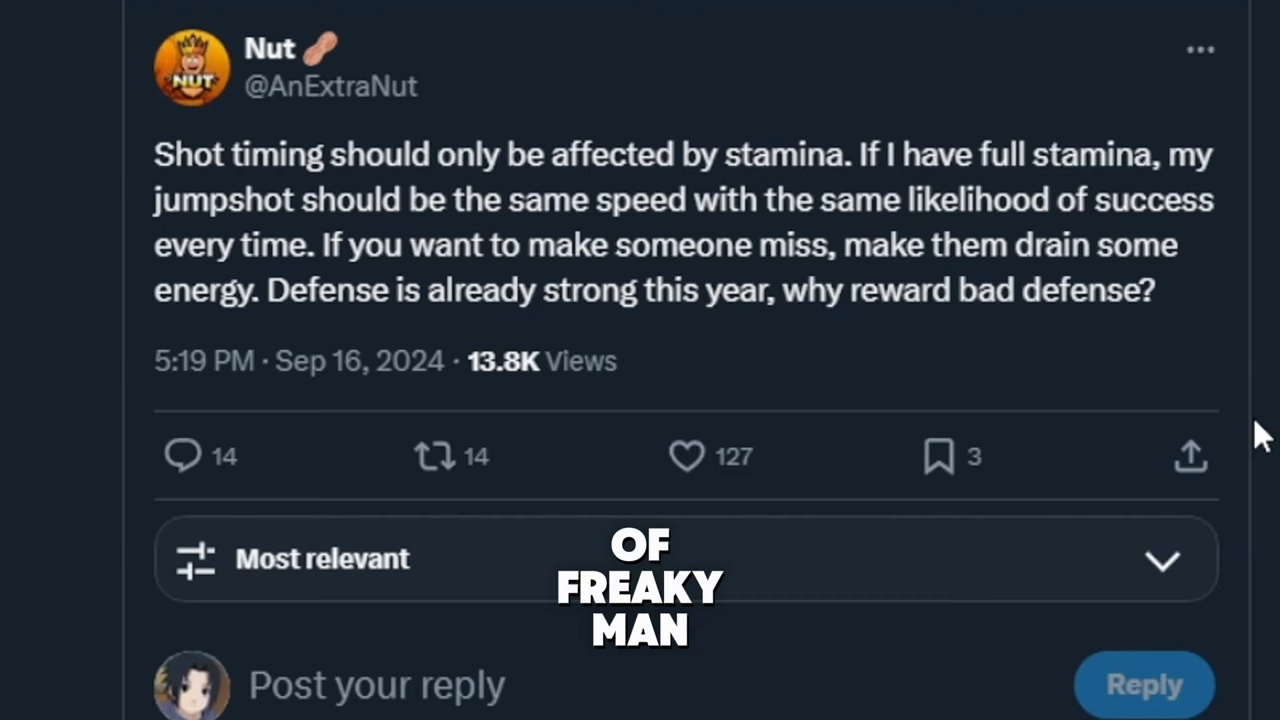 Nut 🥜
@AnExtraNut
NUT
Shot timing should only be affected by stamina. If I have full stamina, my
jumpshot should be the same speed with the same likelihood of success
every time. If you want to make someone miss, make them drain some
energy. Defense is already strong this year, why reward bad defense?
5:19 PM · Sep 16, 2024 · 13.8K Views
14 14 127 3
Most relevant
OF
FREAKY
MAN
Post your reply
Reply